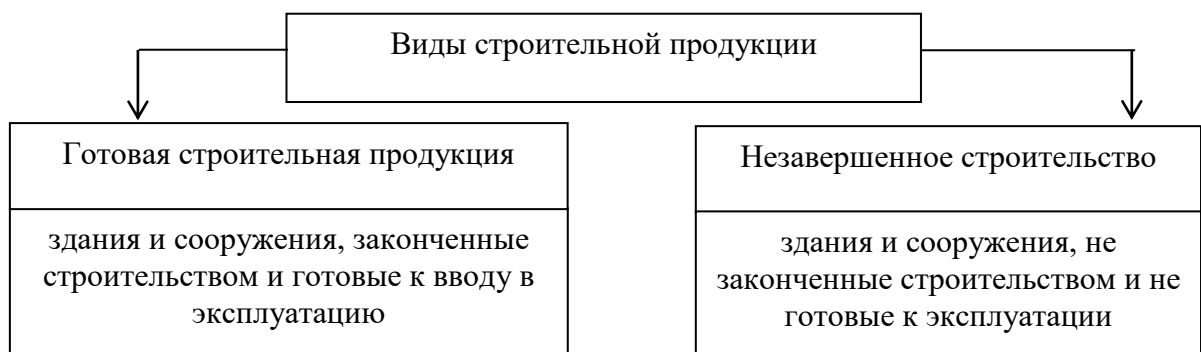 Виды строительной продукции
Готовая строительная продукция
здания и сооружения, законченные
строительством и готовые к вводу в
эксплуатацию
Незавершенное строительство
здания и сооружения, не
законченные строительством и не
готовые к эксплуатации